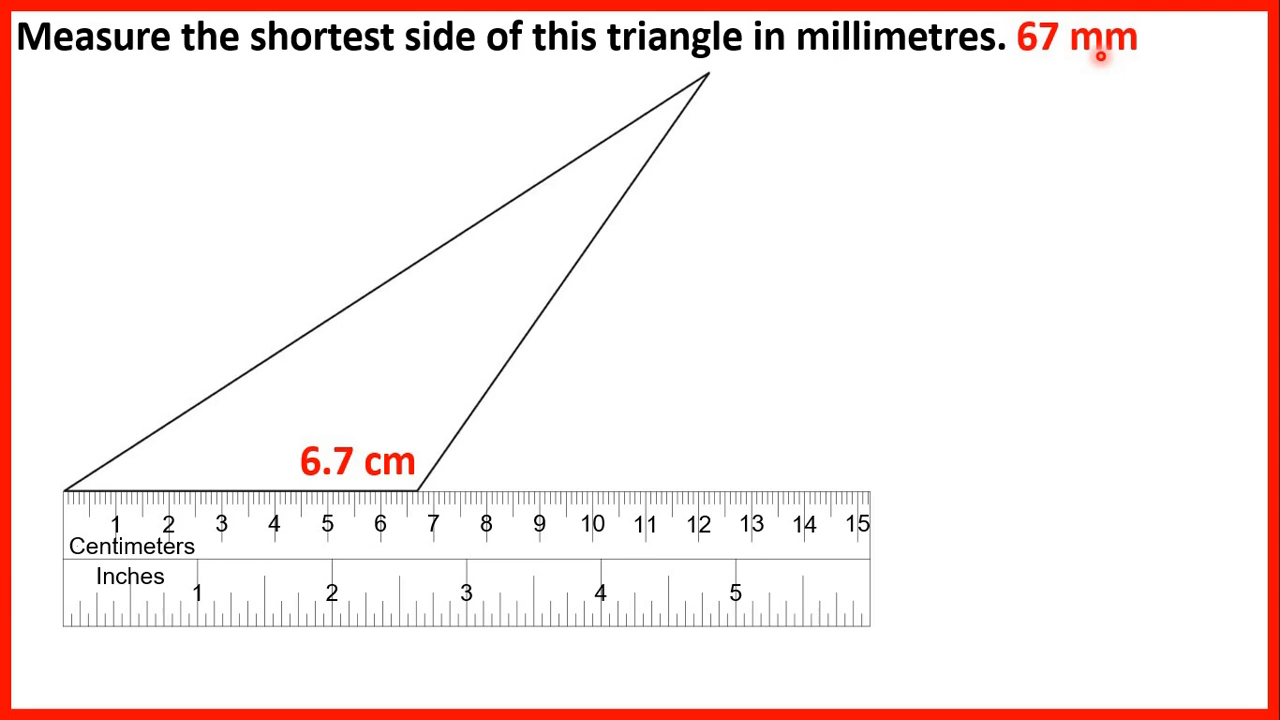 Measure the shortest side of this triangle in millimetres. 67 mm
6.7 cm
1 2 3 4 5 6 7 8 9 10 11 12 13 14 15
Centimeters
Inches
1 2 3 4 5